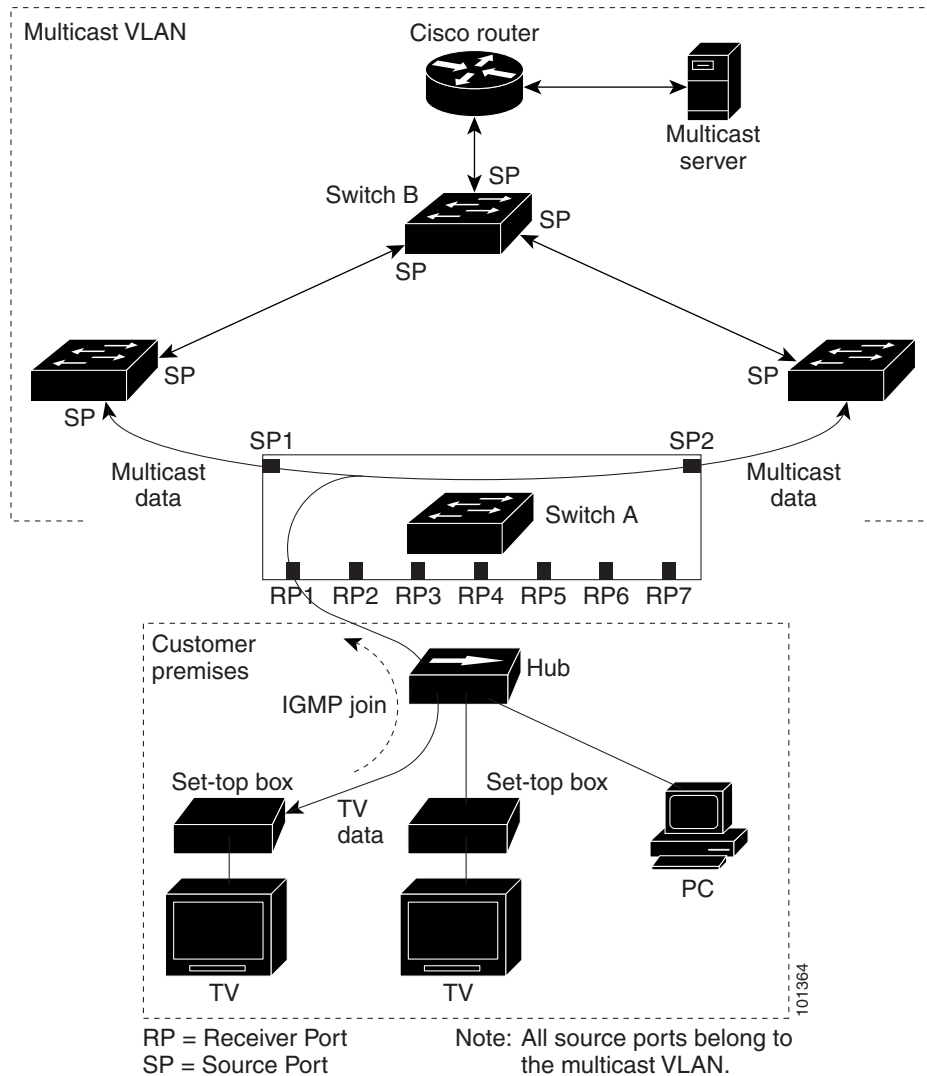 Multicast VLAN
Cisco router
Multicast
server
SP
Switch B
SP
SP
SP
SP
SP
SP1
SP2
Multicast
data
Multicast
data
Switch A
RP1 RP2 RP3 RP4 RP5 RP6 RP7
Customer
premises
Hub
IGMP join
Set-top box
Set-top box
TV
data
PC
TV
TV
101364
RP = Receiver Port
SP = Source Port
Note: All source ports belong to
the multicast VLAN.